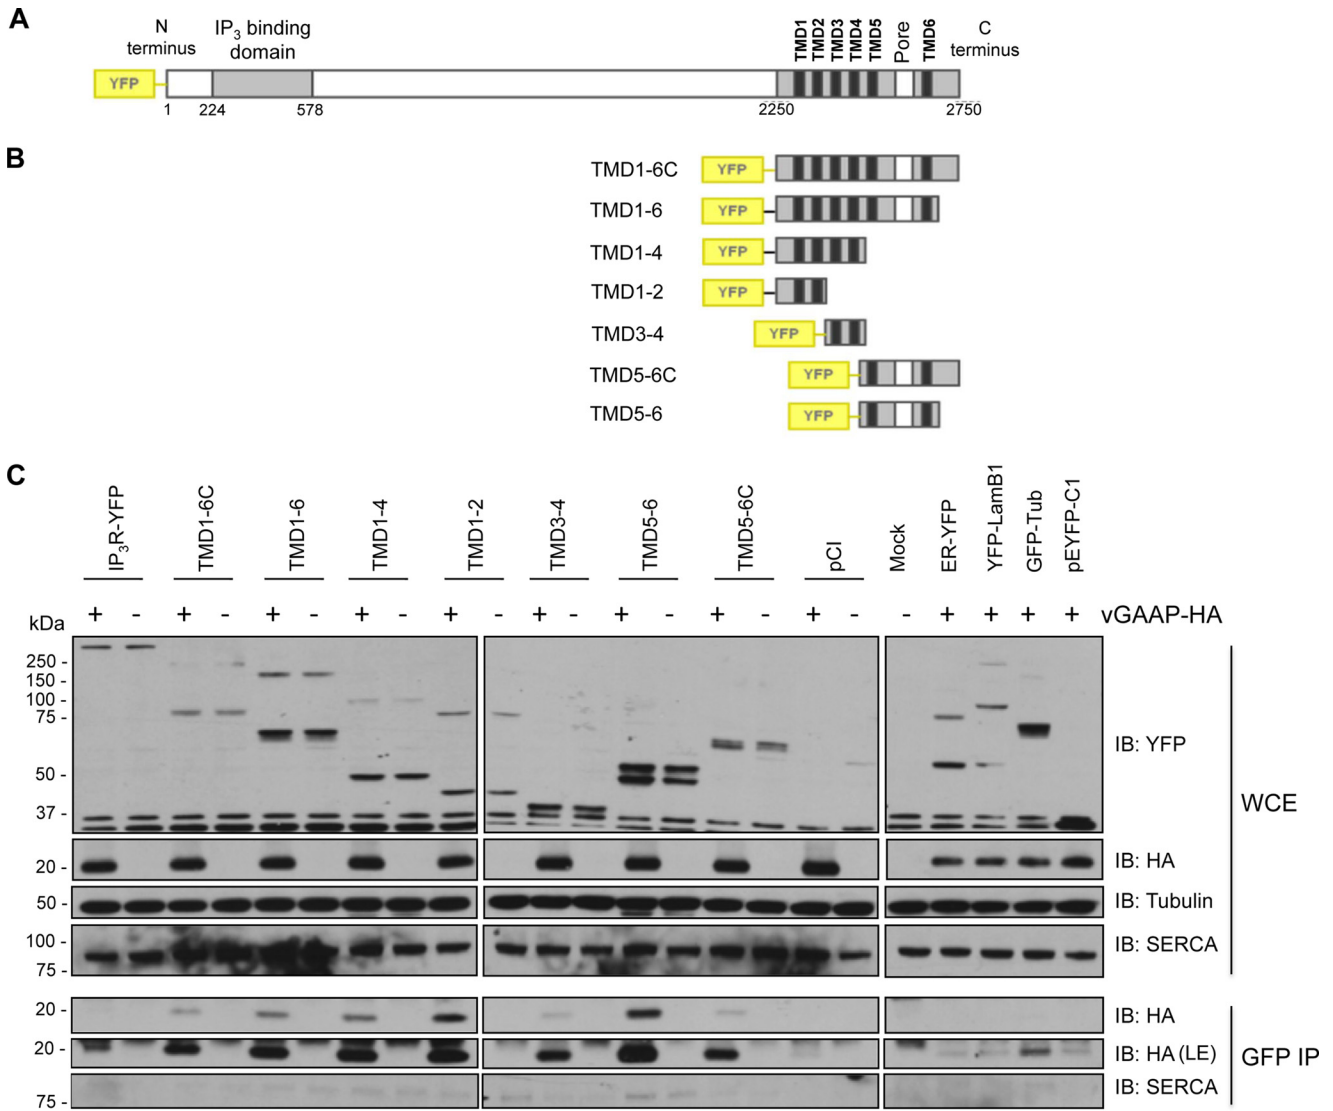 A
N
terminus
IP3 binding
domain
TMD1
TMD2
TMD3
TMD4
TMD5
Pore
TMD6
C
terminus
YFP
1
224
578
2250
2750
B
TMD1-6C
YFP
TMD1-6
YFP
TMD1-4
YFP
TMD1-2
YFP
TMD3-4
YFP
TMD5-6C
YFP
TMD5-6
YFP
C
IP3R-YFP
TMD1-6C
TMD1-6
TMD1-4
TMD1-2
TMD3-4
TMD5-6
TMD5-6C
pCI
Mock
ER-YFP
YFP-LamB1
GFP-Tub
pEYFP-C1
kDa
+ - + - + - + - + - + - + - + - + - - + + + + vGAAP-HA
250 -
150 -
100 -
75 -
50 -
37 -
IB: YFP
WCE
20 -
IB: HA
50 -
IB: Tubulin
100 -
75 -
IB: SERCA
20 -
IB: HA
20 -
IB: HA (LE)
GFP IP
75 -
IB: SERCA